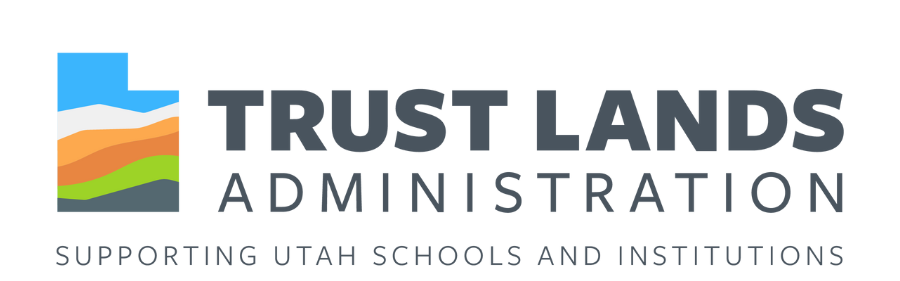 TRUST LANDS
ADMINISTRATION
SUPPORTING UTAH SCHOOLS AND INSTITUTIONS